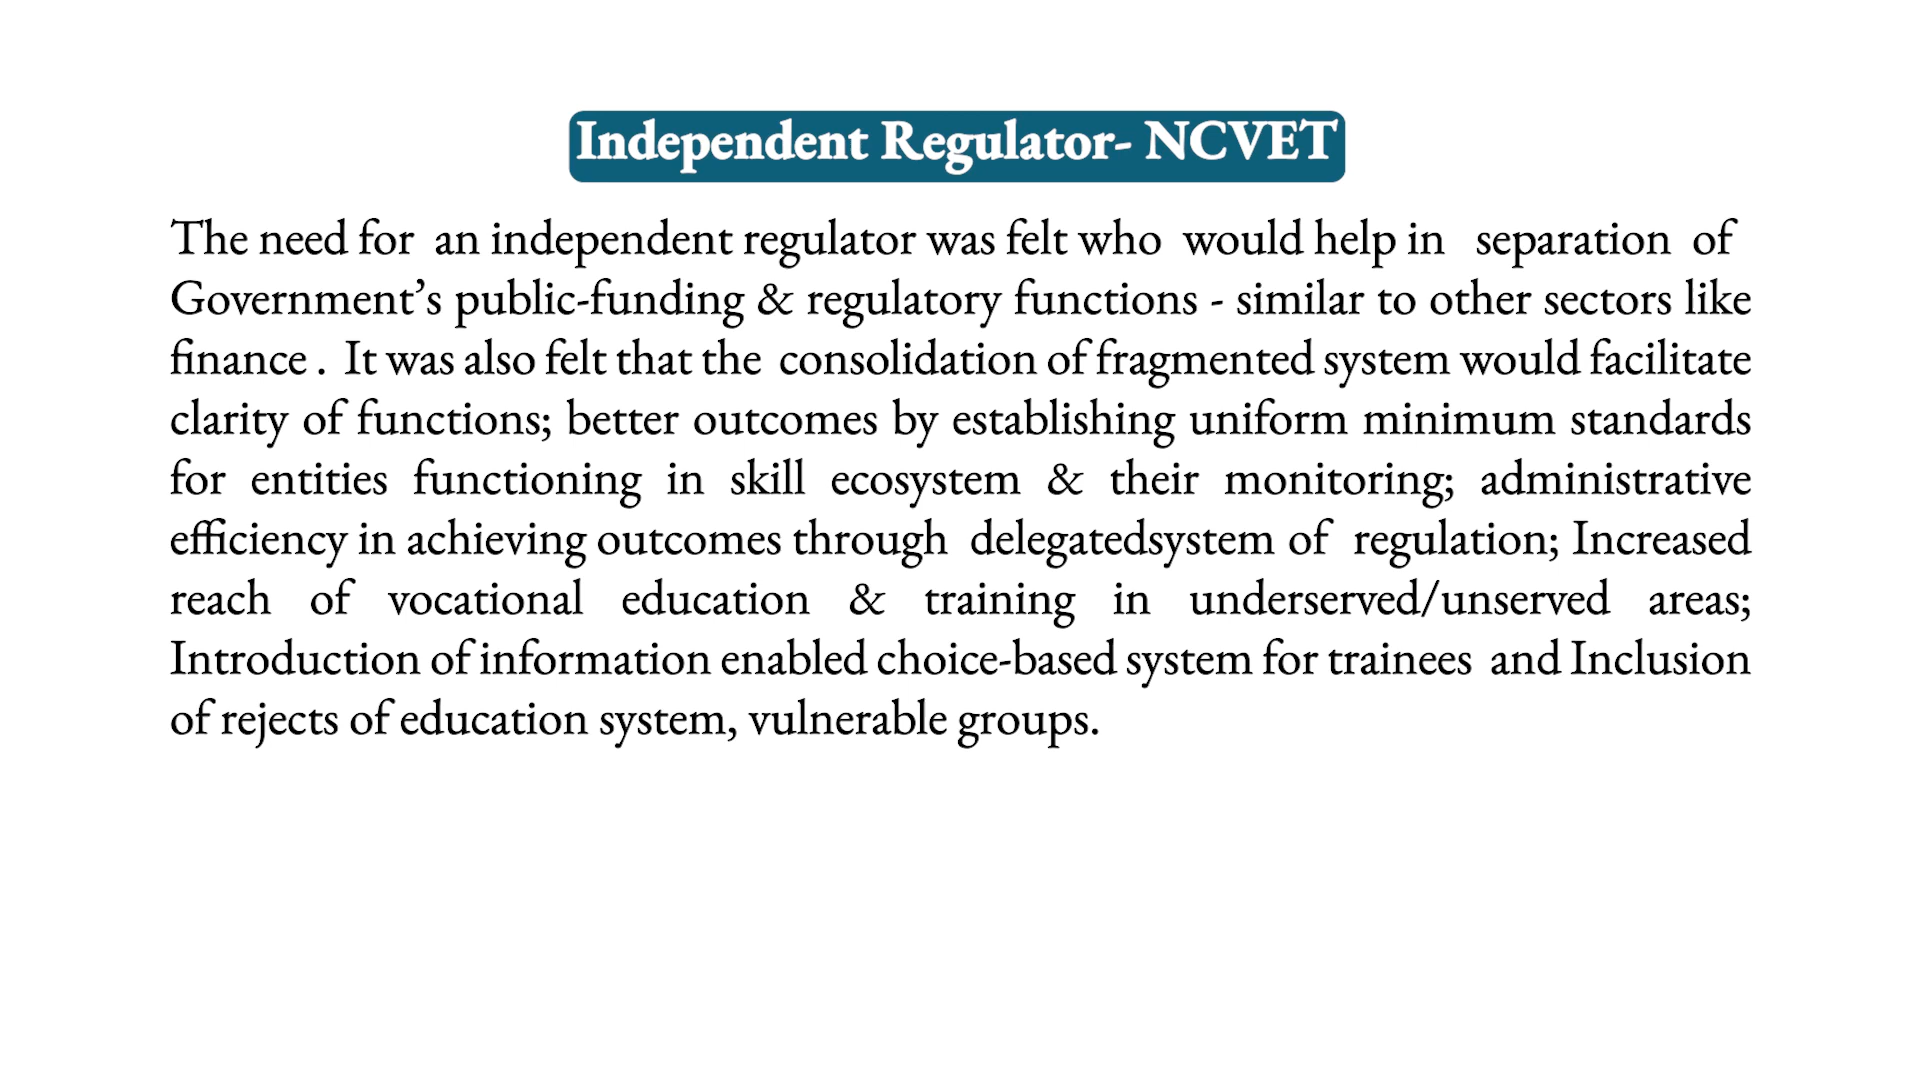 Independent Regulator- NCVET
The need for an independent regulator was felt who would help in separation of
Government’s public-funding & regulatory functions - similar to other sectors like
finance . It was also felt that the consolidation of fragmented system would facilitate
clarity of functions; better outcomes by establishing uniform minimum standards
for entities functioning in skill ecosystem & their monitoring; administrative
efficiency in achieving outcomes through delegatedsystem of regulation; Increased
reach of vocational education & training in underserved/unserved areas;
Introduction of information enabled choice-based system for trainees and Inclusion
of rejects of education system, vulnerable groups.